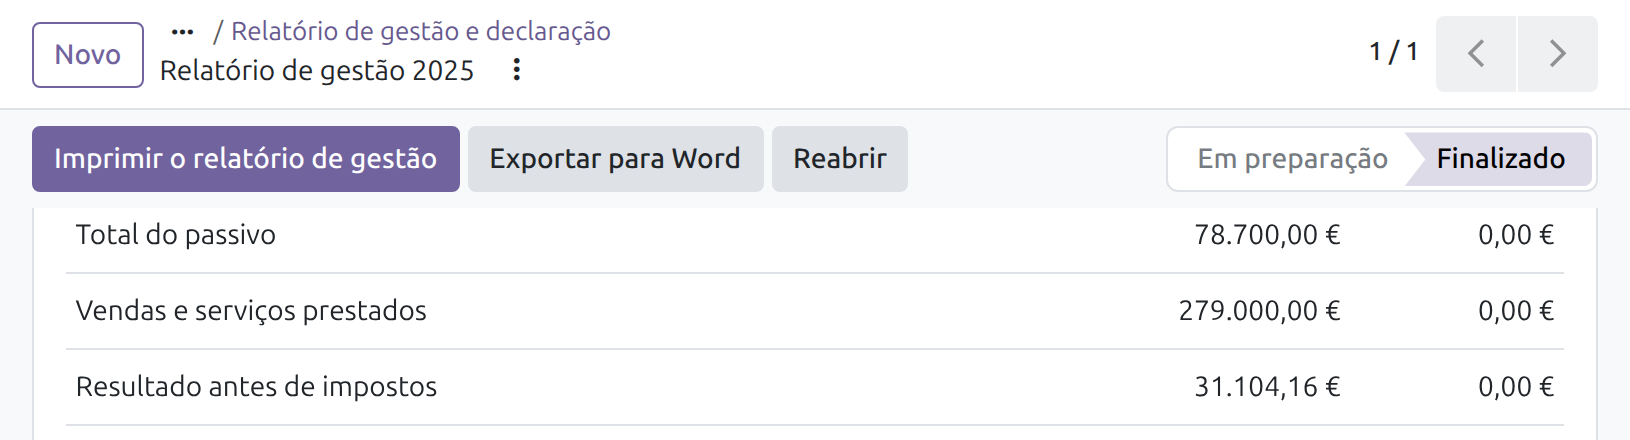 Novo
··· / Relatório de gestão e declaração
Relatório de gestão 2025
1 / 1
Imprimir o relatório de gestão
Exportar para Word
Reabrir
Em preparação
Finalizado
Total do passivo 78.700,00 € 0,00 €
Vendas e serviços prestados 279.000,00 € 0,00 €
Resultado antes de impostos 31.104,16 € 0,00 €